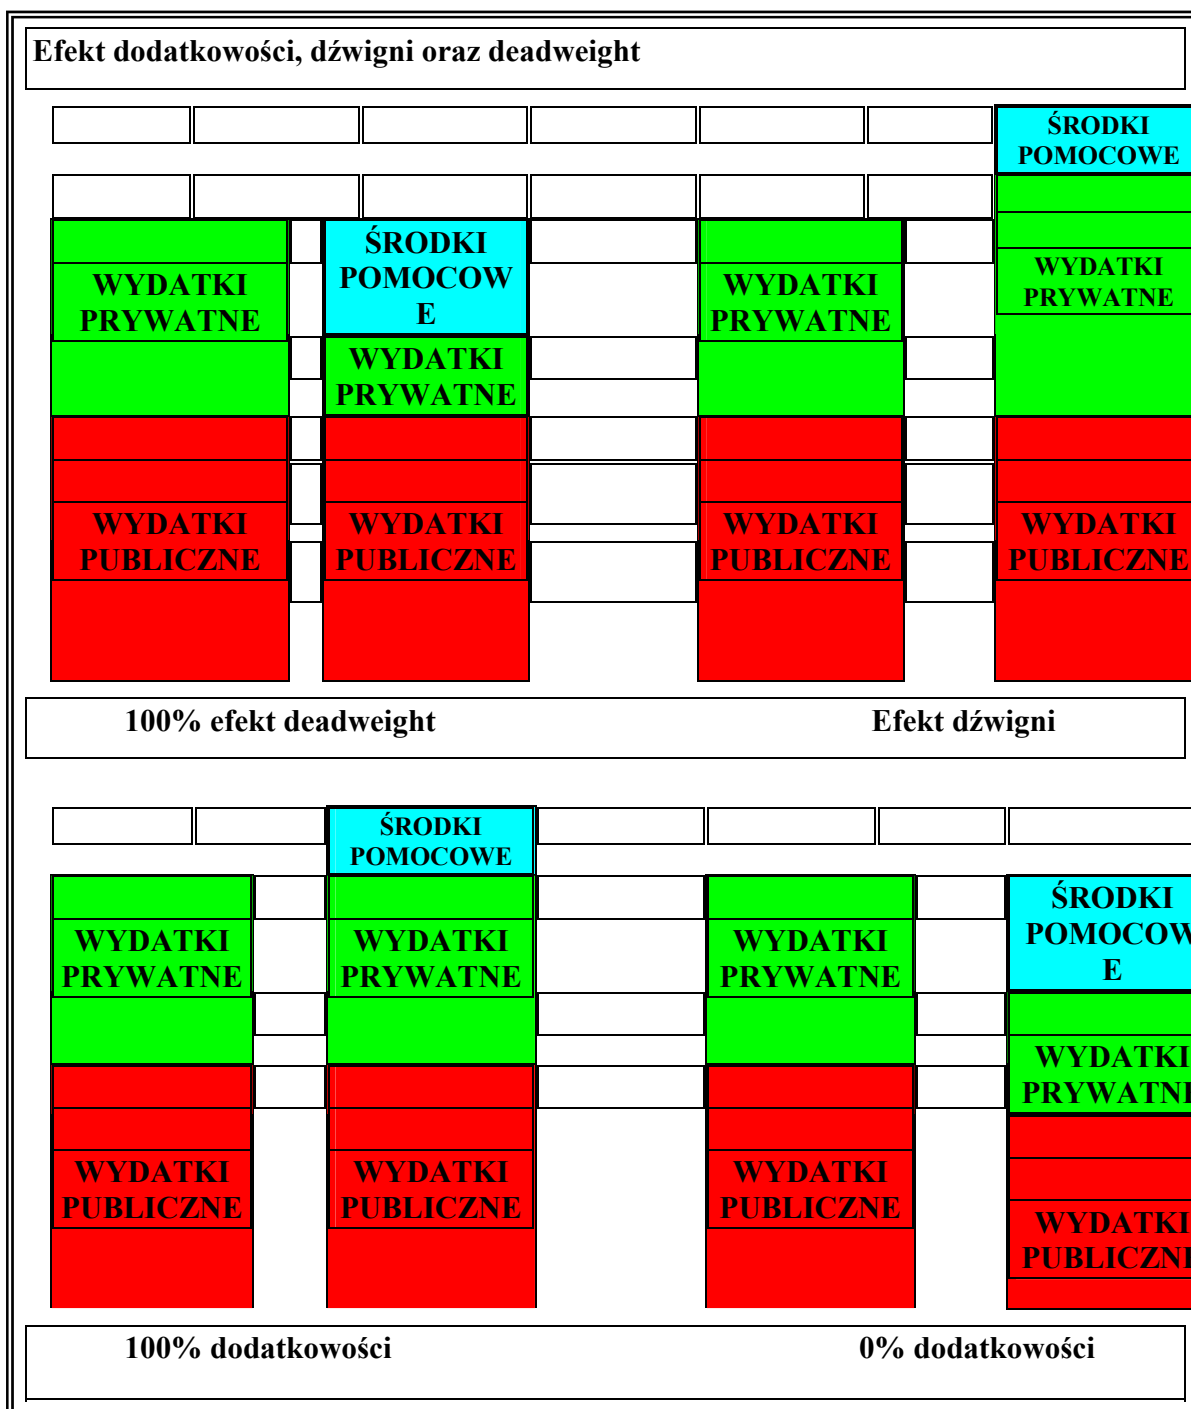 Efekt dodatkowości, dźwigni oraz deadweight
ŚRODKI
POMOCOWE
WYDATKI
PRYWATNE
ŚRODKI
POMOCOW
E
WYDATKI
PRYWATNE
WYDATKI
PRYWATNE
WYDATKI
PRYWATNE
WYDATKI
PUBLICZNE
WYDATKI
PUBLICZNE
WYDATKI
PUBLICZNE
WYDATKI
PUBLICZNE
100% efekt deadweight
Efekt dźwigni
ŚRODKI
POMOCOWE
WYDATKI
PRYWATNE
WYDATKI
PRYWATNE
WYDATKI
PRYWATNE
ŚRODKI
POMOCOW
E
WYDATKI
PRYWATNE
WYDATKI
PUBLICZNE
WYDATKI
PUBLICZNE
WYDATKI
PUBLICZNE
WYDATKI
PUBLICZNE
100% dodatkowości
0% dodatkowości